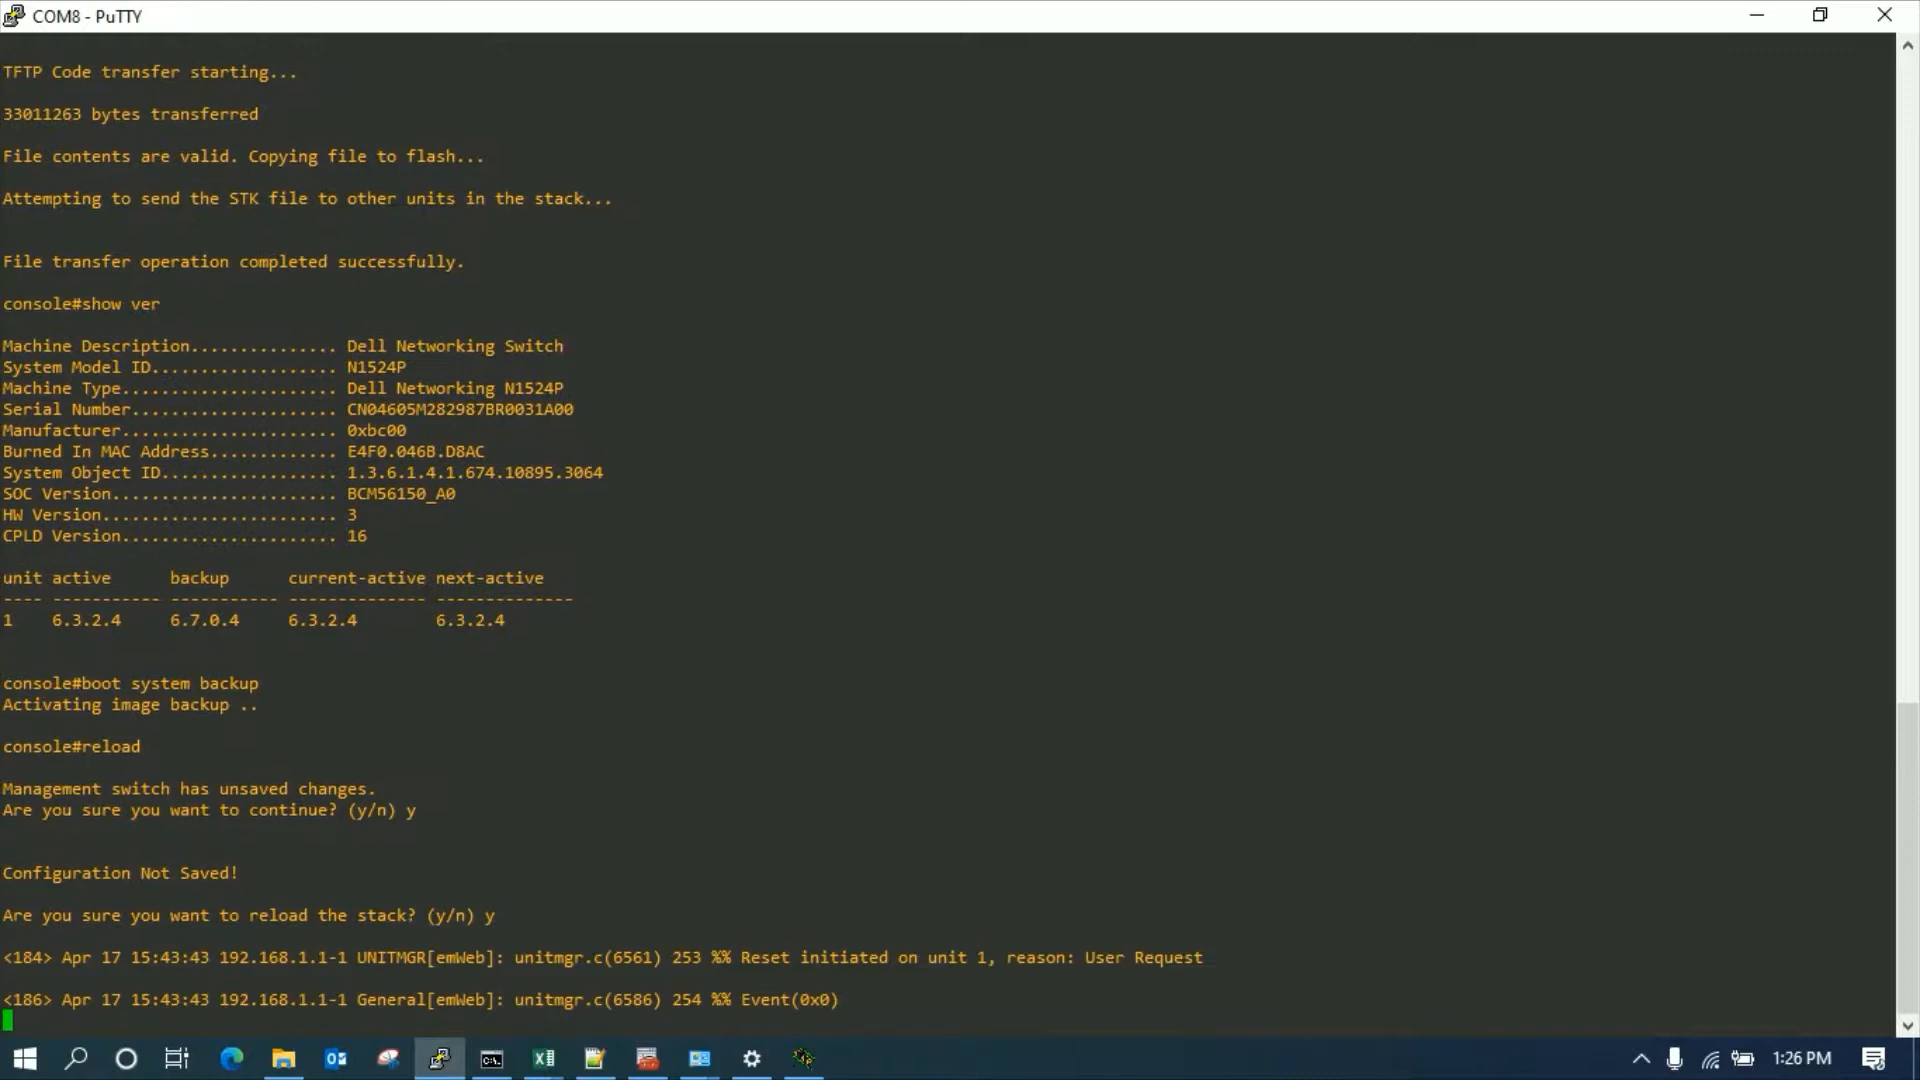 COM8 - PuTTY
TFTP Code transfer starting...
33011263 bytes transferred
File contents are valid. Copying file to flash...
Attempting to send the STK file to other units in the stack...
File transfer operation completed successfully.
console#show ver
Machine Description............... Dell Networking Switch
System Model ID................... N1524P
Machine Type...................... Dell Networking N1524P
Serial Number..................... CN04605M282987BR0031A00
Manufacturer...................... 0xbc00
Burned In MAC Address............. E4F0.046B.D8AC
System Object ID.................. 1.3.6.1.4.1.674.10895.3064
SOC Version....................... BCM56150_A0
HW Version........................ 3
CPLD Version...................... 16
unit active      backup      current-active next-active
---- ----------- ----------- -------------- --------------
1    6.3.2.4     6.7.0.4     6.3.2.4        6.3.2.4
console#boot system backup
Activating image backup ..
console#reload
Management switch has unsaved changes.
Are you sure you want to continue? (y/n) y
Configuration Not Saved!
Are you sure you want to reload the stack? (y/n) y
<184> Apr 17 15:43:43 192.168.1.1-1 UNITMGR[emWeb]: unitmgr.c(6561) 253 %% Reset initiated on unit 1, reason: User Request
<186> Apr 17 15:43:43 192.168.1.1-1 General[emWeb]: unitmgr.c(6586) 254 %% Event(0x0)
1:26 PM